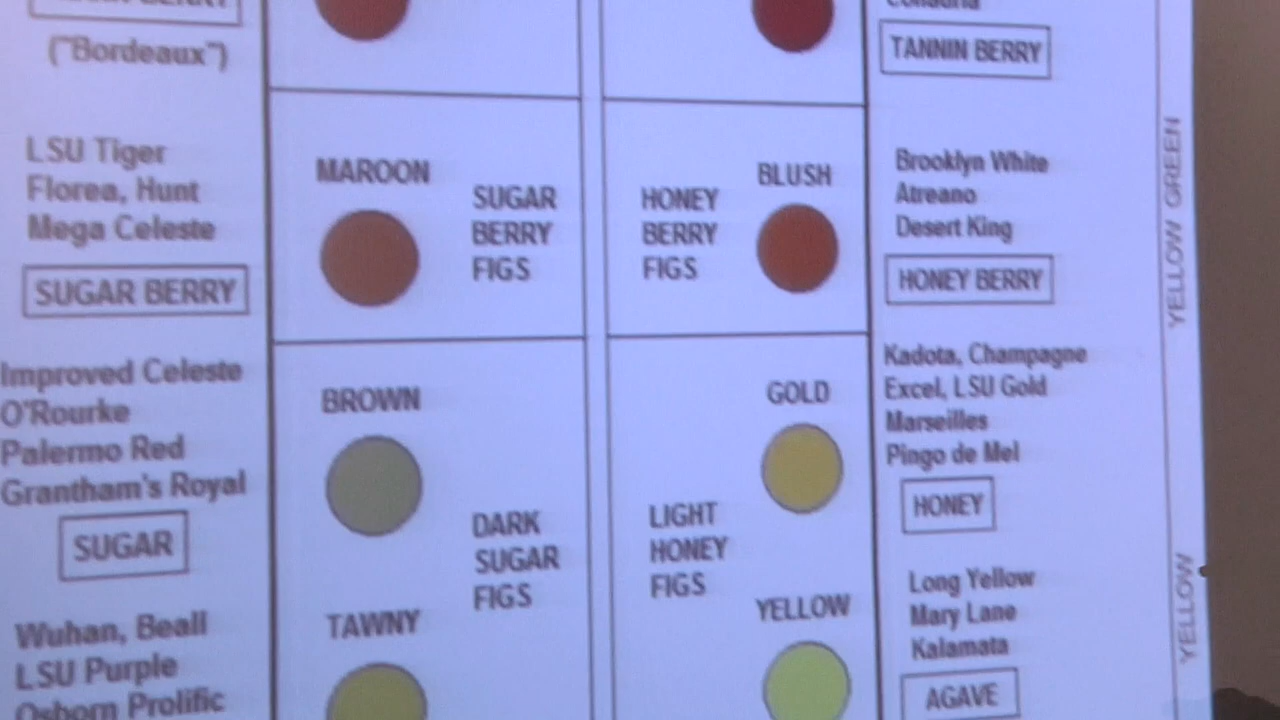 ("Bordeaux")
LSU Tiger
Florea, Hunt
Mega Celeste
SUGAR BERRY
Improved Celeste
O'Rourke
Palermo Red
Grantham's Royal
SUGAR
Wuhan, Beall
LSU Purple
Osborn Prolific
MAROON
SUGAR
BERRY
FIGS
BROWN
DARK
SUGAR
FIGS
TAWNY
BLUSH
HONEY
BERRY
FIGS
GOLD
LIGHT
HONEY
FIGS
YELLOW
TANNIN BERRY
Brooklyn White
Atreano
Desert King
HONEY BERRY
Kadota, Champagne
Excel, LSU Gold
Marseilles
Pingo de Mel
HONEY
Long Yellow
Mary Lane
Kalamata
AGAVE
YELLOW GREEN
YELLOW